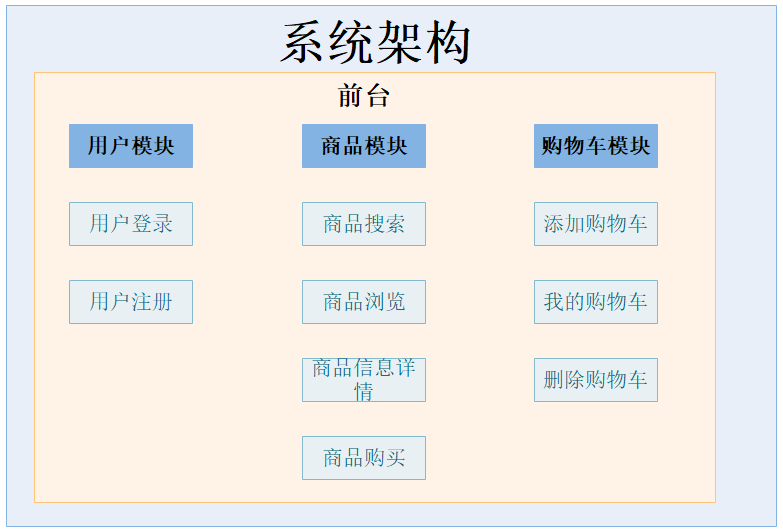 系统架构
前台
用户模块
商品模块
购物车模块
用户登录
商品搜索
添加购物车
用户注册
商品浏览
我的购物车
商品信息详
情
删除购物车
商品购买